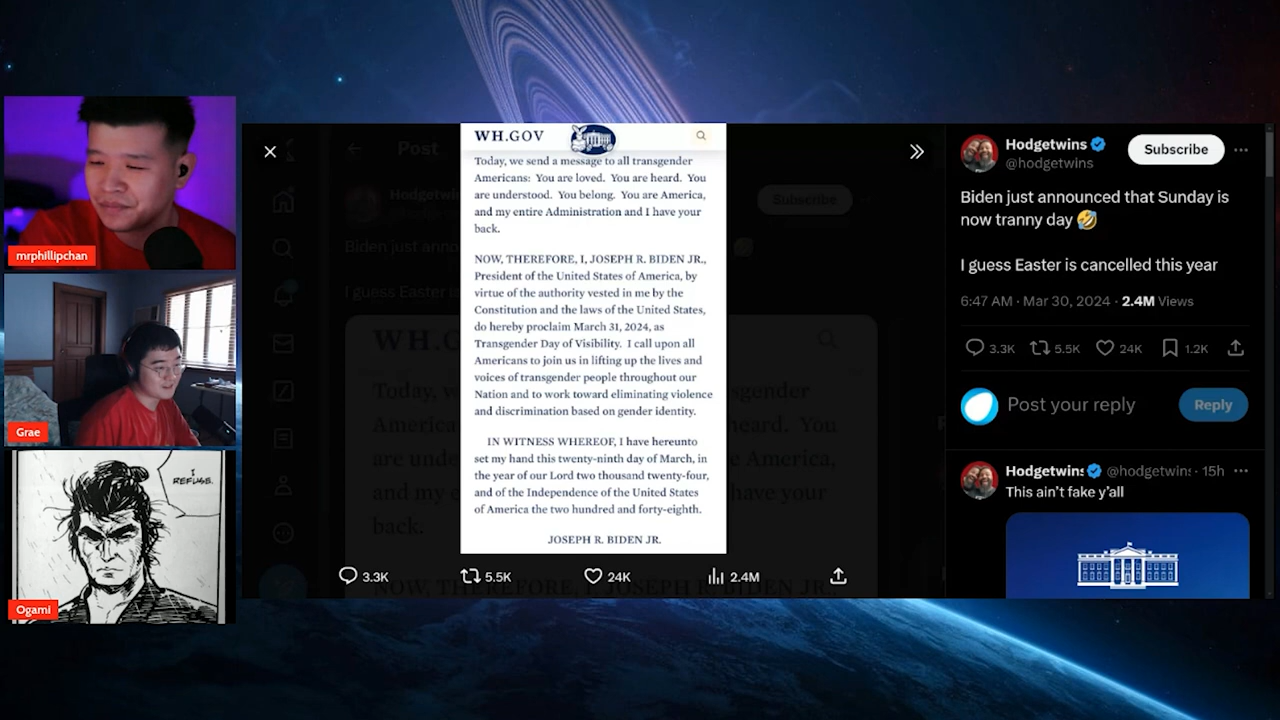 mrphillipchan
Grae
I
REFUSE.
Ogami
Post
Subscribe
I guess Easter
WH.GOV
Today, we send a message to all transgender
Americans: You are loved. You are heard. You
are understood. You belong. You are America,
and my entire Administration and I have your
back.
NOW, THEREFORE, I, JOSEPH R. BIDEN JR.,
President of the United States of America, by
virtue of the authority vested in me by the
Constitution and the laws of the United States,
do hereby proclaim March 31, 2024, as
Transgender Day of Visibility. I call upon all
Americans to join us in lifting up the lives and
voices of transgender people throughout our
Nation and to work toward eliminating violence
and discrimination based on gender identity.
IN WITNESS WHEREOF, I have hereunto
set my hand this twenty-ninth day of March, in
the year of our Lord two thousand twenty-four,
and of the Independence of the United States
of America the two hundred and forty-eighth.
JOSEPH R. BIDEN JR.
3.3K
5.5K
24K
2.4M
Hodgetwins
@hodgetwins
Subscribe
Biden just announced that Sunday is
now tranny day 🤣
I guess Easter is cancelled this year
6:47 AM · Mar 30, 2024 · 2.4M Views
3.3K
5.5K
24K
1.2K
Post your reply
Reply
Hodgetwins @hodgetwins · 15h
This ain't fake y'all